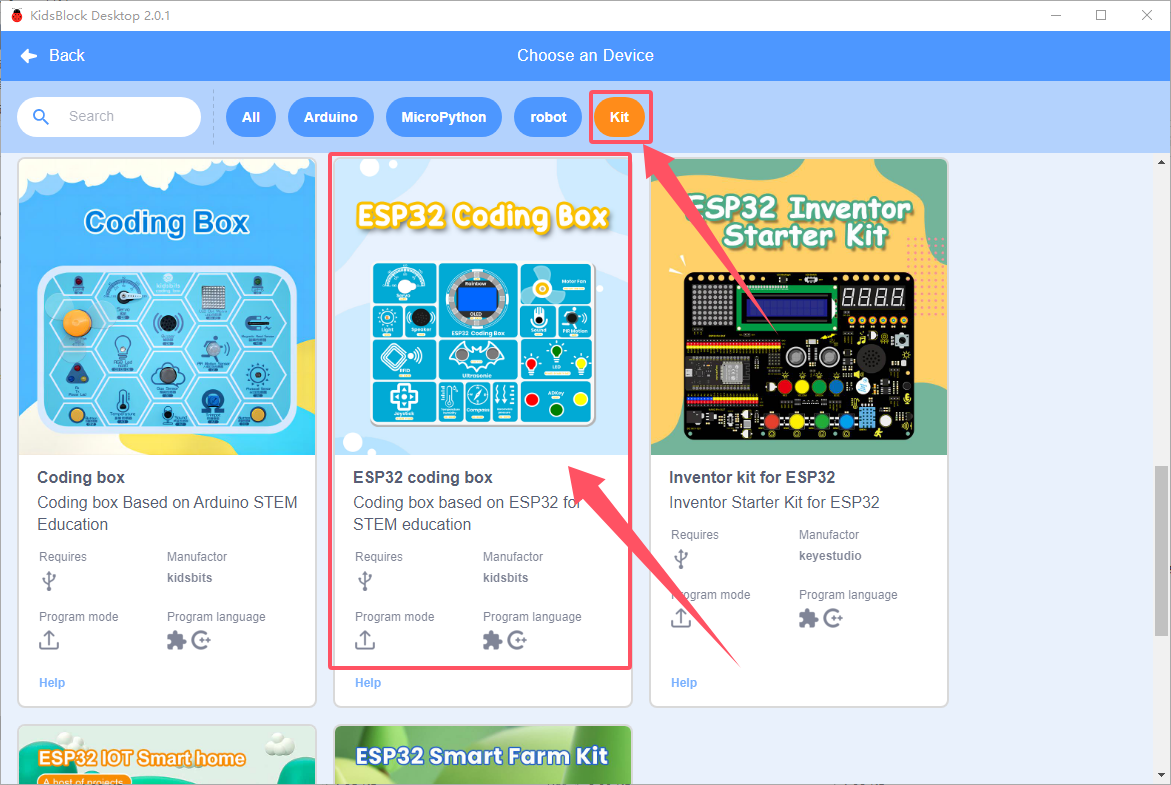 KidsBlock Desktop 2.0.1
Back
Choose an Device
Search
All
Arduino
MicroPython
robot
Kit
Coding Box
Coding box
Coding box Based on Arduino STEM
Education
Requires
Manufactor
kidsbits
Program mode
Program language
Help
ESP32 Coding Box
Servo
Rainbow
OLED
ESP32 Coding Box
Motor Fan
Light
Speaker
Sound
PIR Motion
RFID
Ultrasonic
LED
Joystick
Compass
ADKey
ESP32 coding box
Coding box based on ESP32 for
STEM education
Requires
Manufactor
kidsbits
Program mode
Program language
Help
ESP32 Inventor
Starter Kit
Inventor kit for ESP32
Inventor Starter Kit for ESP32
Requires
Manufactor
keyestudio
Program mode
Program language
Help
ESP32 IOT Smart home
A host of projects
ESP32 Smart Farm Kit